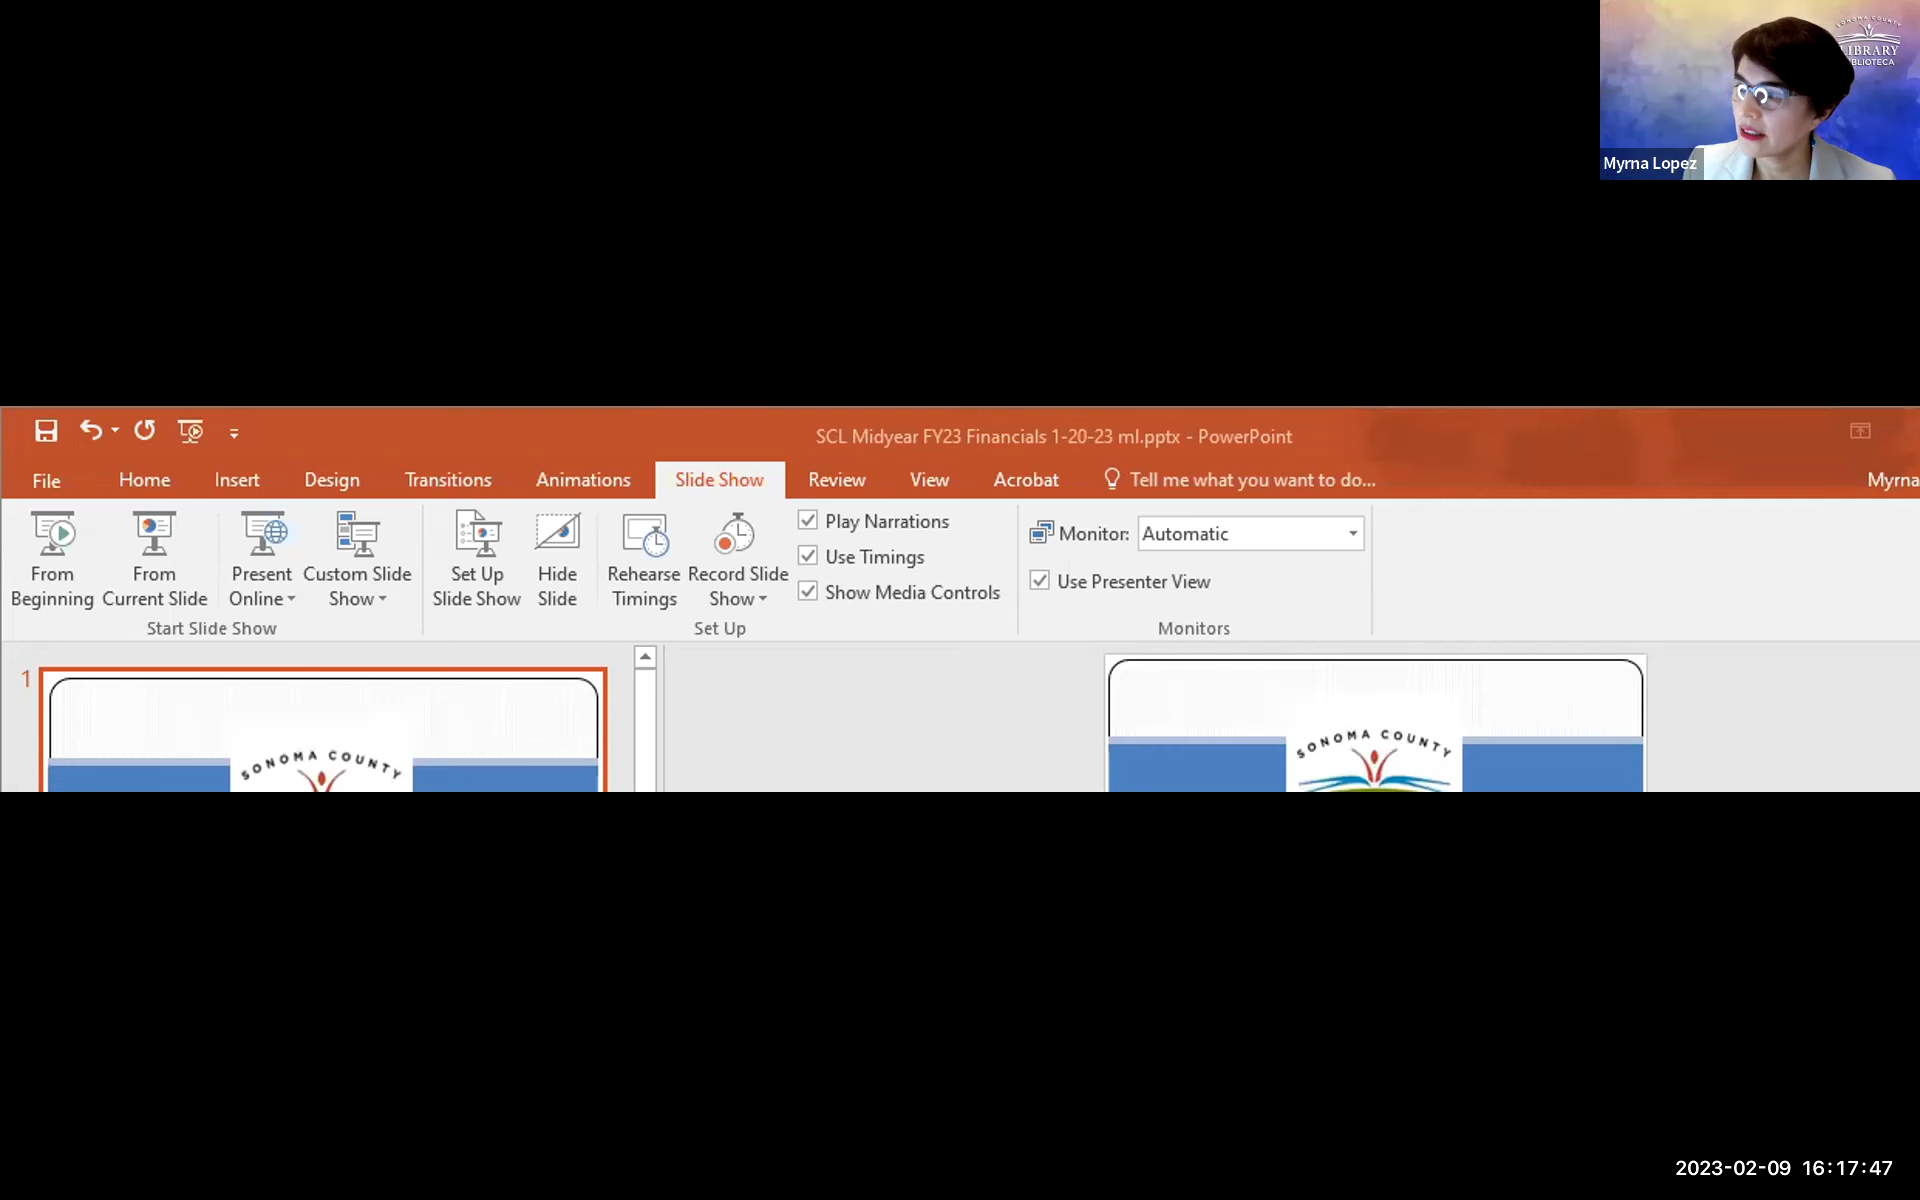 SONOMA COUNTY
LIBRARY
Myrna Lopez
SCL Midyear FY23 Financials 1-20-23 ml.pptx - PowerPoint
File Home Insert Design Transitions Animations Slide Show Review View Acrobat Tell me what you want to do... Myrna
From Beginning
From Current Slide
Present Online
Custom Slide Show
Start Slide Show
Set Up Slide Show
Hide Slide
Rehearse Timings
Record Slide Show
Play Narrations
Use Timings
Show Media Controls
Set Up
Monitor: Automatic
Use Presenter View
Monitors
1
SONOMA COUNTY
SONOMA COUNTY
2023-02-09 16:17:47